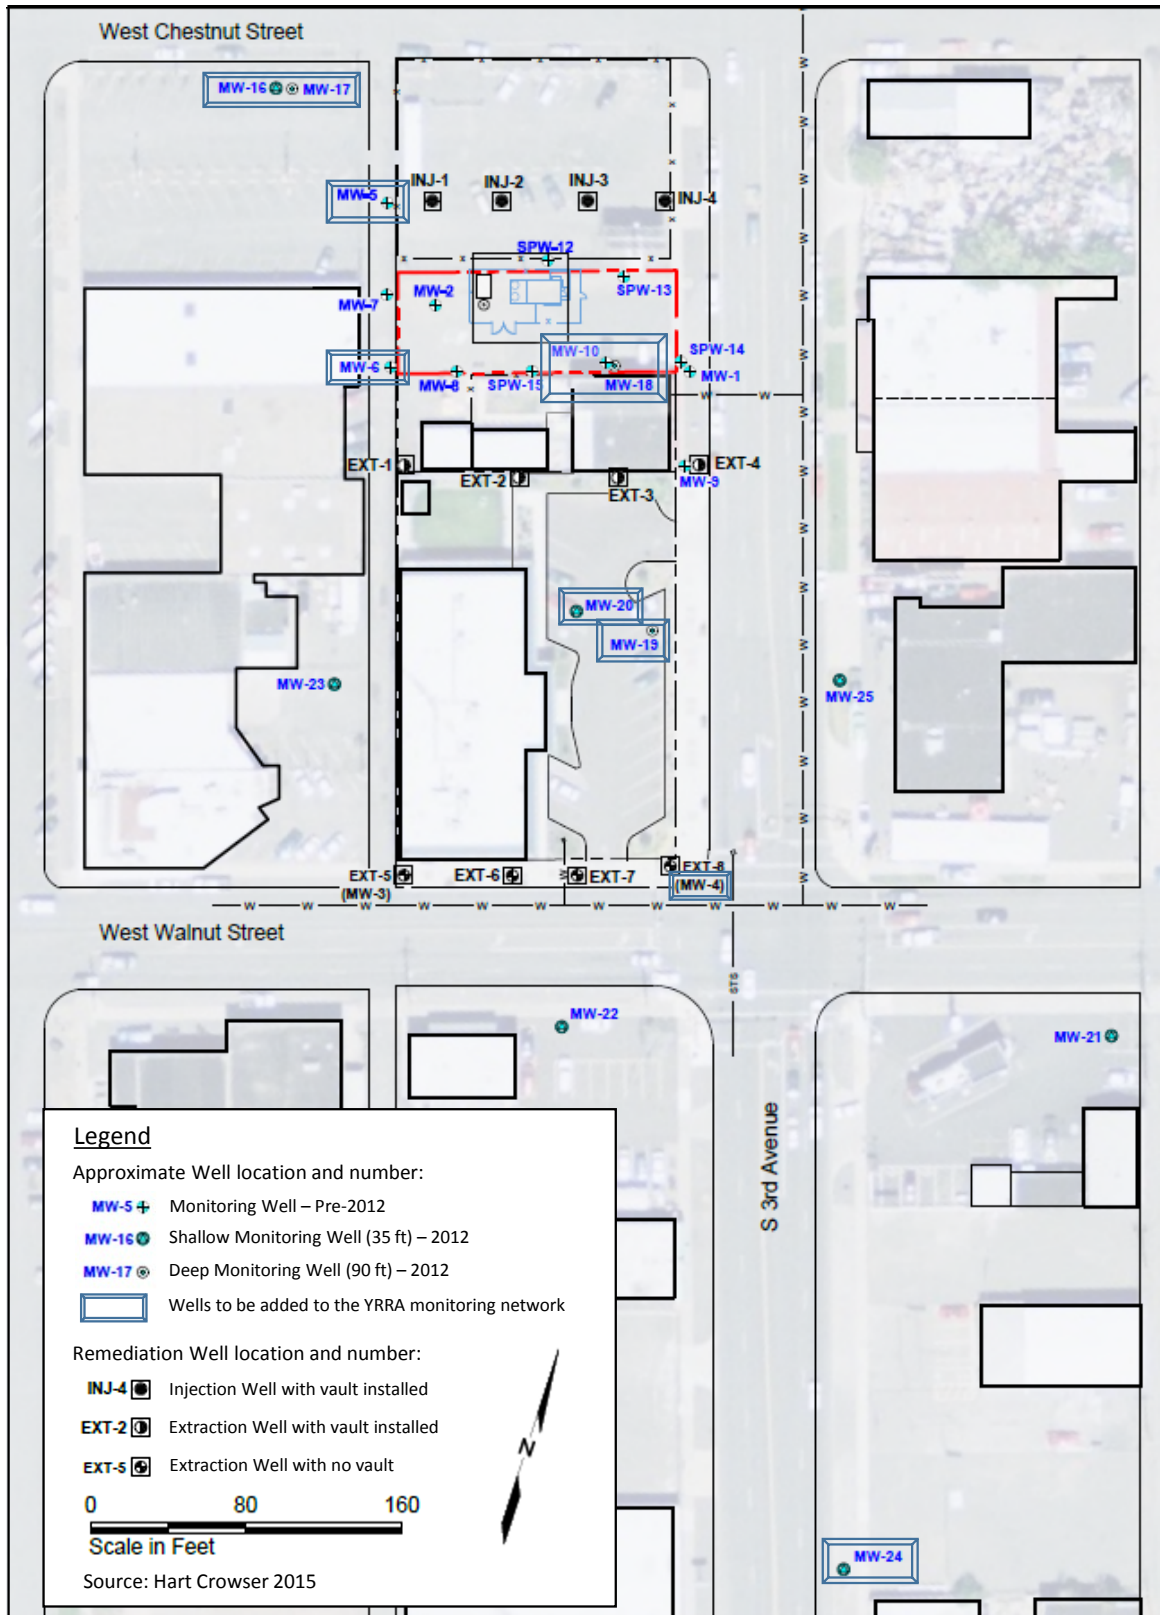 West Chestnut Street
MW-16 MW-17
MW-5
INJ-1 INJ-2 INJ-3 INJ-4
SPW-12
MW-7 MW-2 SPW-13
MW-10 SPW-14
MW-6 MW-8 SPW-15 MW-18 MW-1
EXT-1 EXT-2 EXT-3 MW-9 EXT-4
MW-20
MW-19
MW-23 MW-25
EXT-5 EXT-6 EXT-7 EXT-8
(MW-3) (MW-4)
W W W W W W W W W W W W
West Walnut Street
STS
MW-22 MW-21
S 3rd Avenue
Legend
Approximate Well location and number:
MW-5 Monitoring Well – Pre-2012
MW-16 Shallow Monitoring Well (35 ft) – 2012
MW-17 Deep Monitoring Well (90 ft) – 2012
Wells to be added to the YRRA monitoring network
Remediation Well location and number:
INJ-4 Injection Well with vault installed
EXT-2 Extraction Well with vault installed
EXT-5 Extraction Well with no vault
N
0 80 160
Scale in Feet
Source: Hart Crowser 2015
MW-24